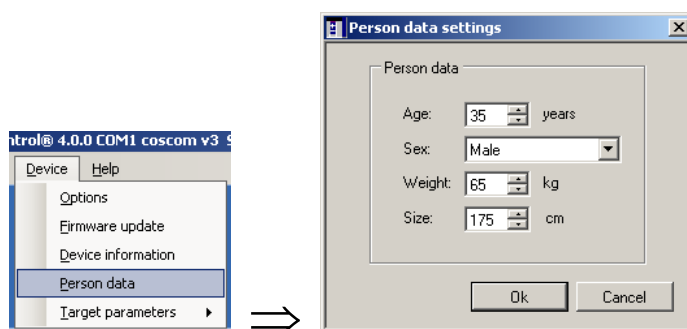 ntrol® 4.0.0 COM1 coscom v3 S
Device Help
Options
Firmware update
Device information
Person data
Target parameters
Person data settings
Person data
Age: 35 years
Sex: Male
Weight: 65 kg
Size: 175 cm
Ok Cancel